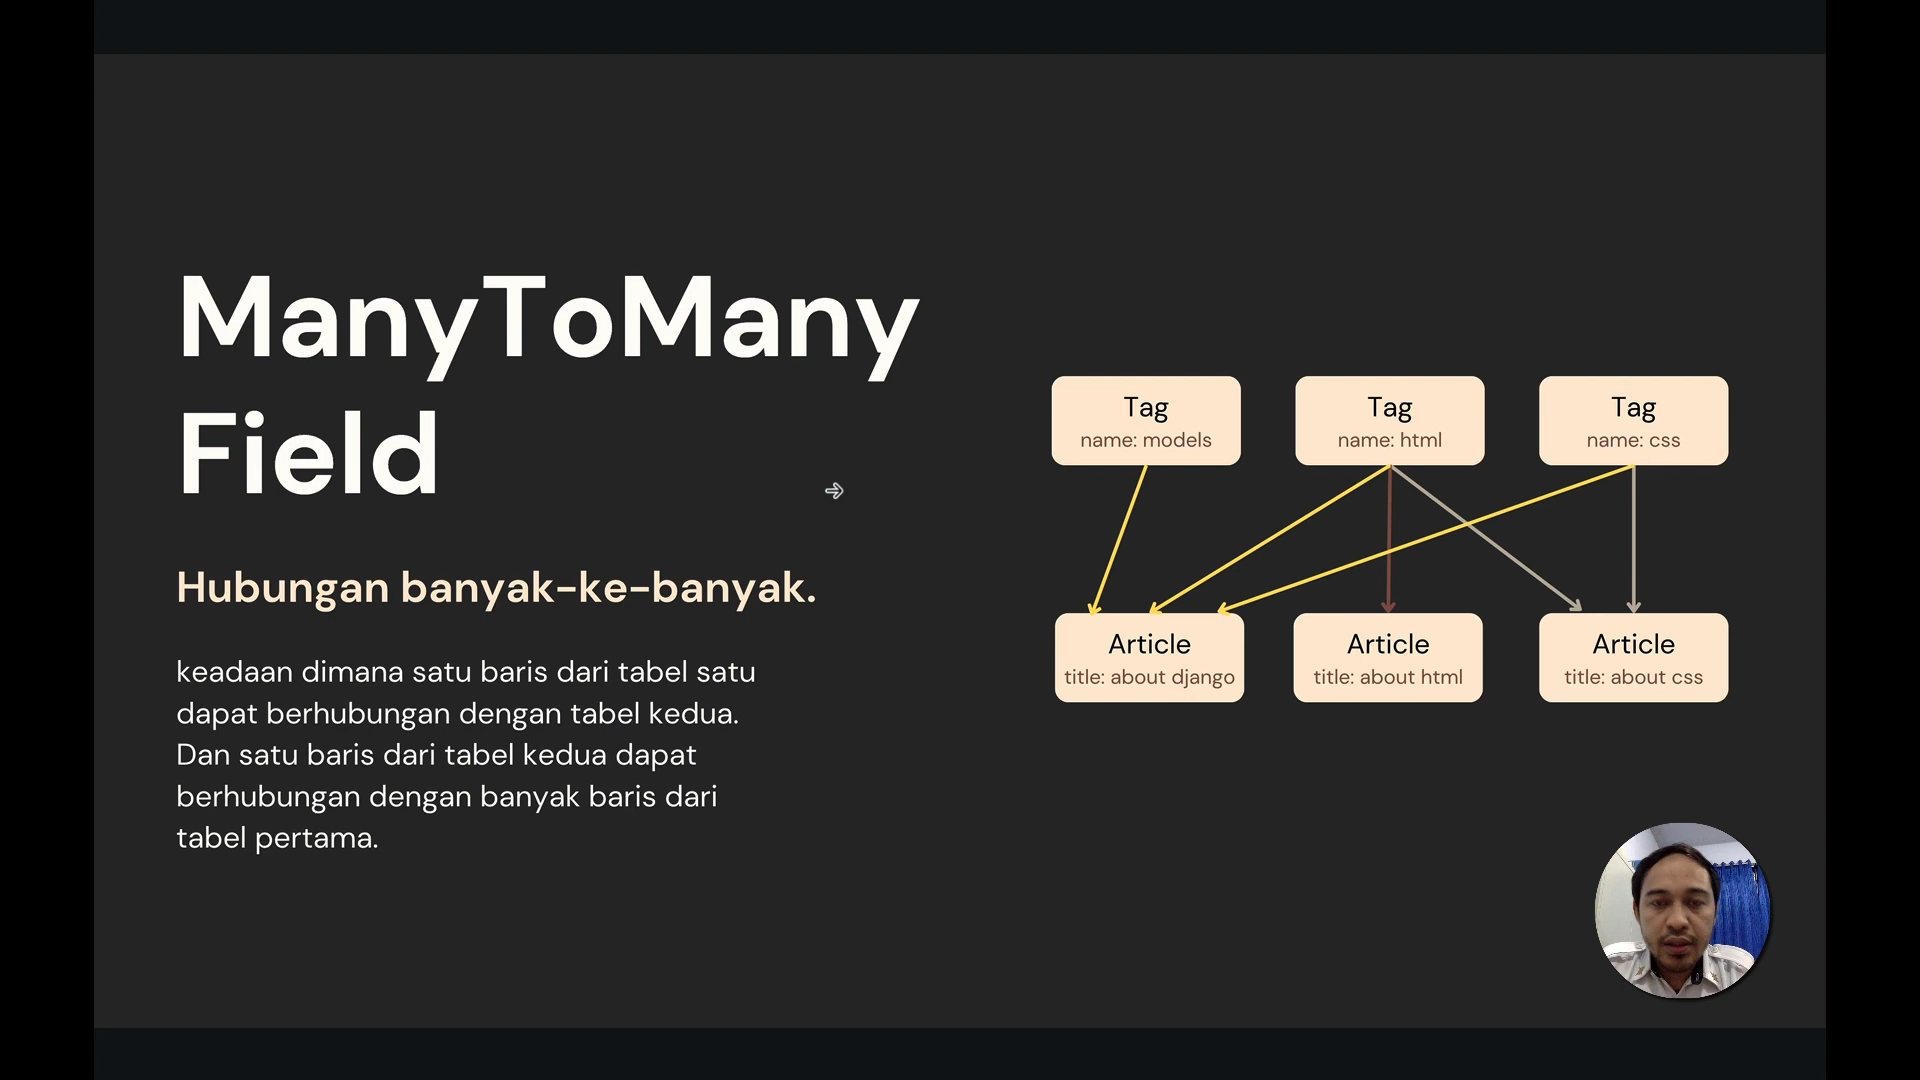 ManyToMany
Field
Hubungan banyak-ke-banyak.
keadaan dimana satu baris dari tabel satu
dapat berhubungan dengan tabel kedua.
Dan satu baris dari tabel kedua dapat
berhubungan dengan banyak baris dari
tabel pertama.
Tag
name: models
Tag
name: html
Tag
name: css
Article
title: about django
Article
title: about html
Article
title: about css